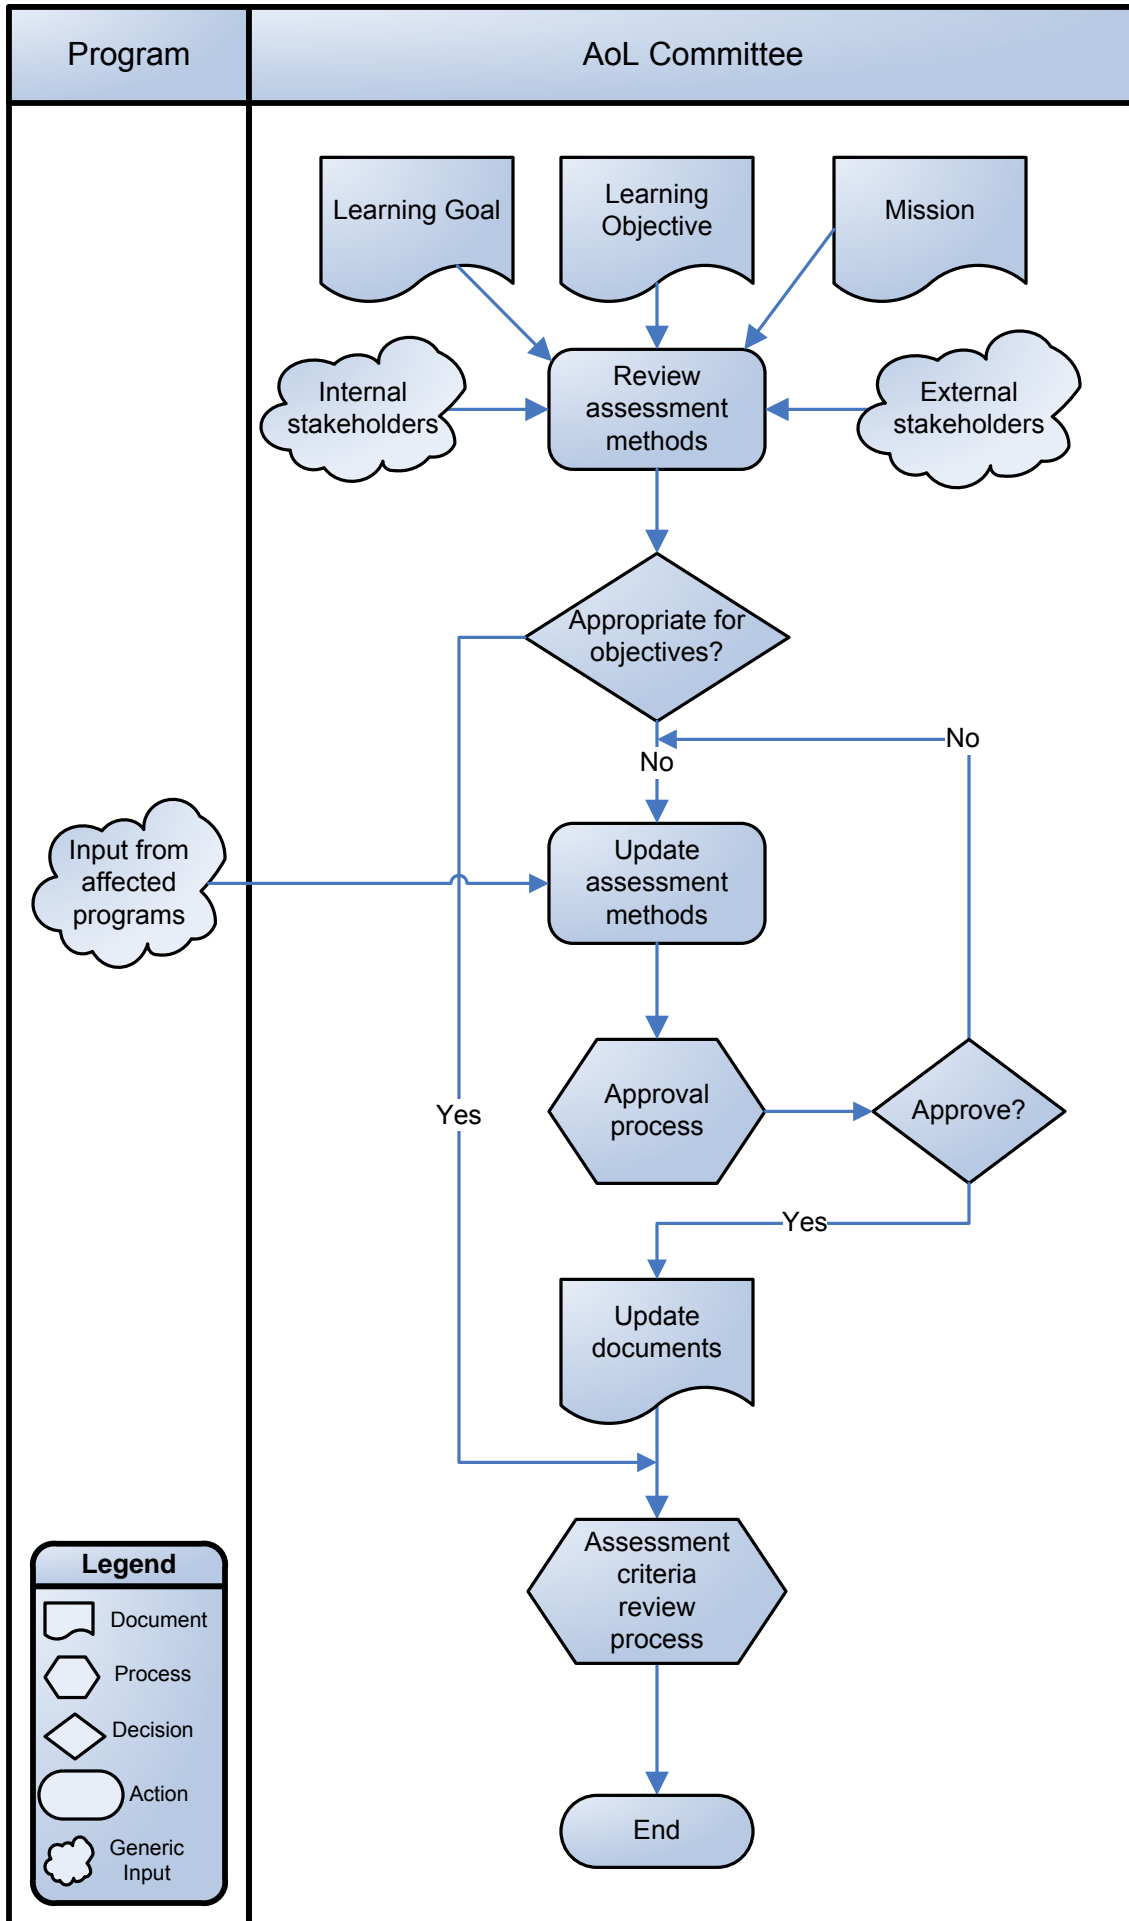 Program
AoL Committee
Learning Goal
Learning
Objective
Mission
Internal
stakeholders
Review
assessment
methods
External
stakeholders
Appropriate for
objectives?
No
No
Input from
affected
programs
Update
assessment
methods
Yes
Approval
process
Approve?
Yes
Update
documents
Assessment
criteria
review
process
End
Legend
Document
Process
Decision
Action
Generic
Input